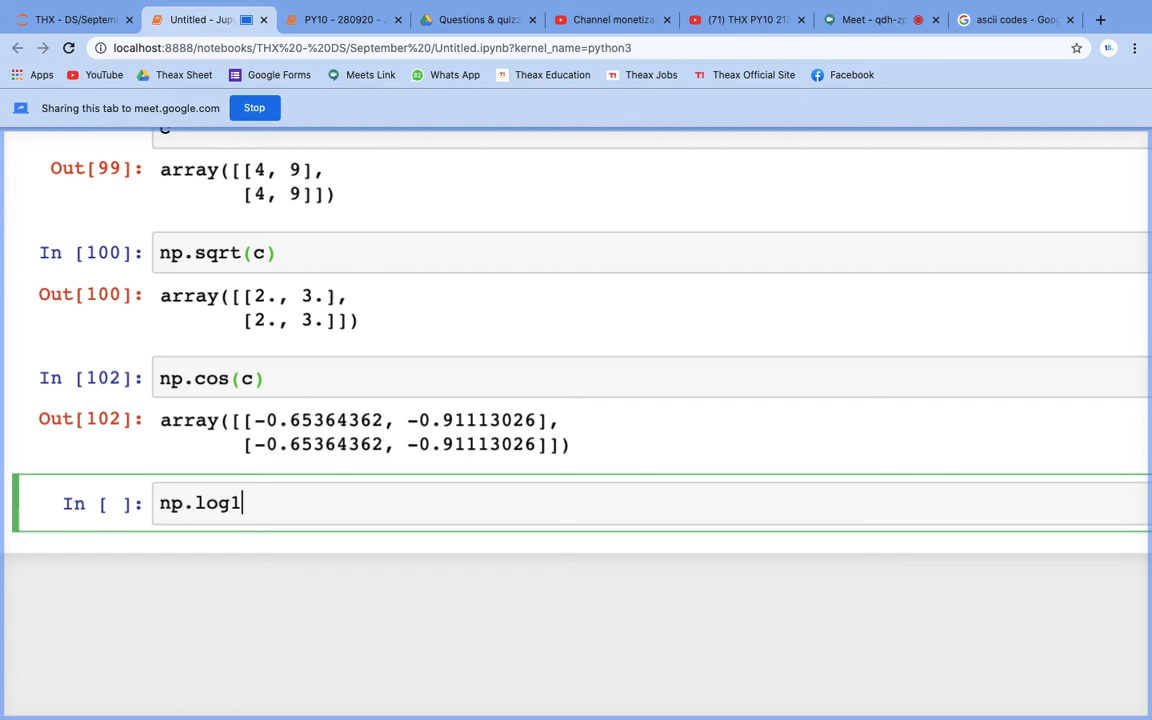 THX - DS/Septem
Untitled - Jupy
PY10 - 280920 - J
Questions & quizz
Channel monetiza
(71) THX PY10 213
Meet - qdh-zp
ascii codes - Goog
localhost:8888/notebooks/THX%20-%20DS/September%20/Untitled.ipynb?kernel_name=python3
Apps YouTube Theax Sheet Google Forms Meets Link Whats App Theax Education Theax Jobs Theax Official Site Facebook
Sharing this tab to meet.google.com Stop
c
Out[99]: array([[4, 9],
[4, 9]])
In [100]: np.sqrt(c)
Out[100]: array([[2., 3.],
[2., 3.]])
In [102]: np.cos(c)
Out[102]: array([[-0.65364362, -0.91113026],
[-0.65364362, -0.91113026]])
In [ ]: np.log1